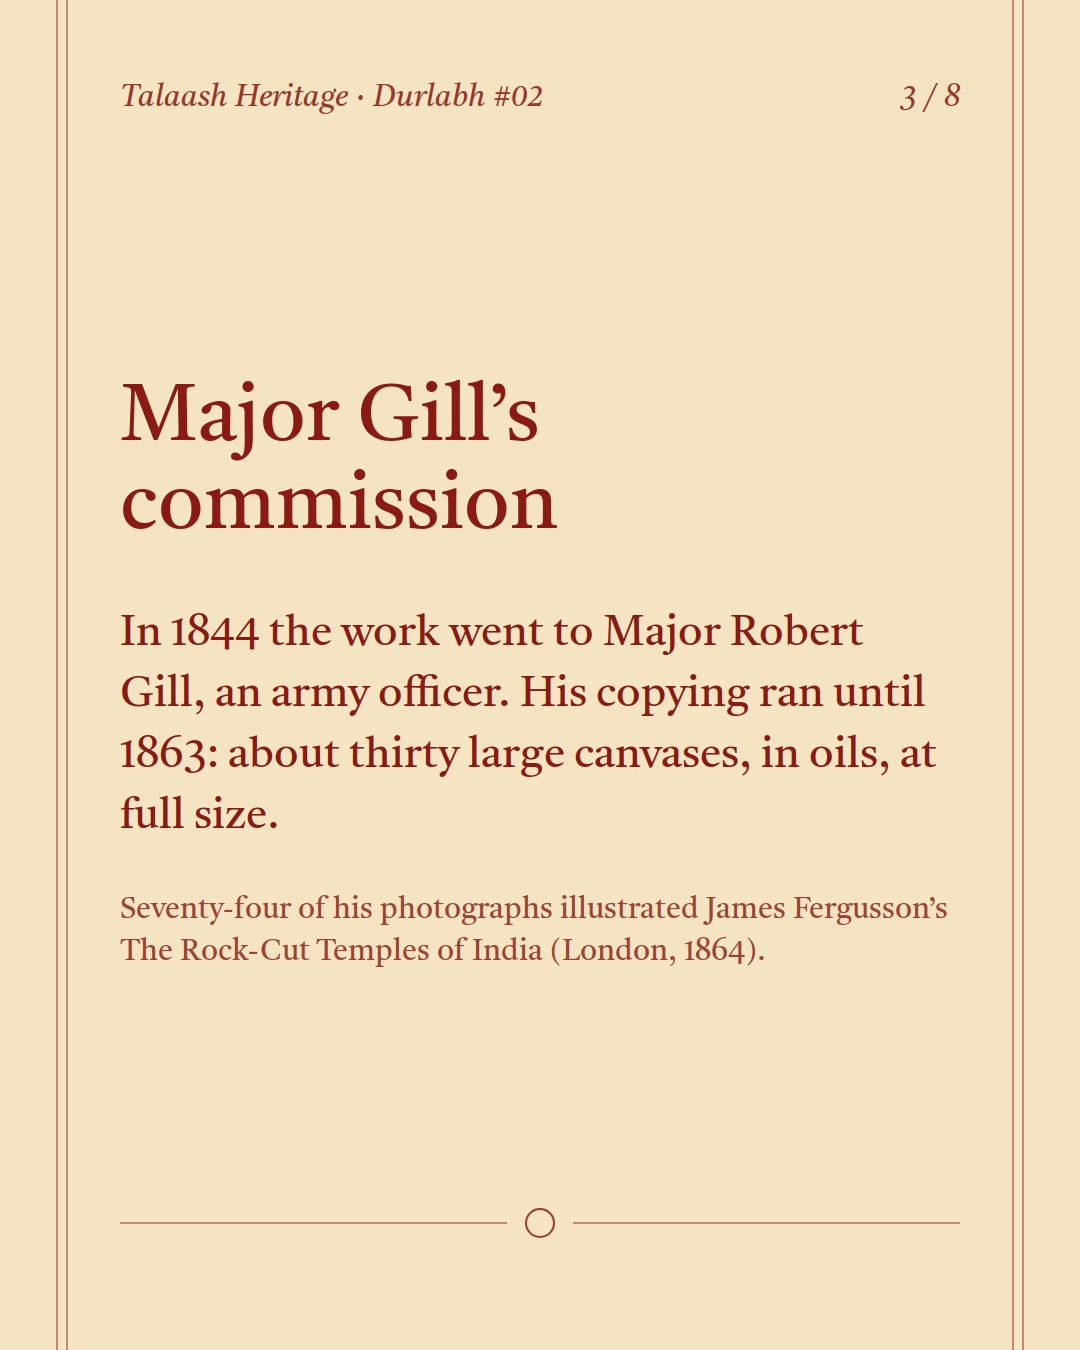 Talaash Heritage · Durlabh #02
3 / 8
Major Gill’s
commission
In 1844 the work went to Major Robert
Gill, an army officer. His copying ran until
1863: about thirty large canvases, in oils, at
full size.
Seventy-four of his photographs illustrated James Fergusson’s
The Rock-Cut Temples of India (London, 1864).